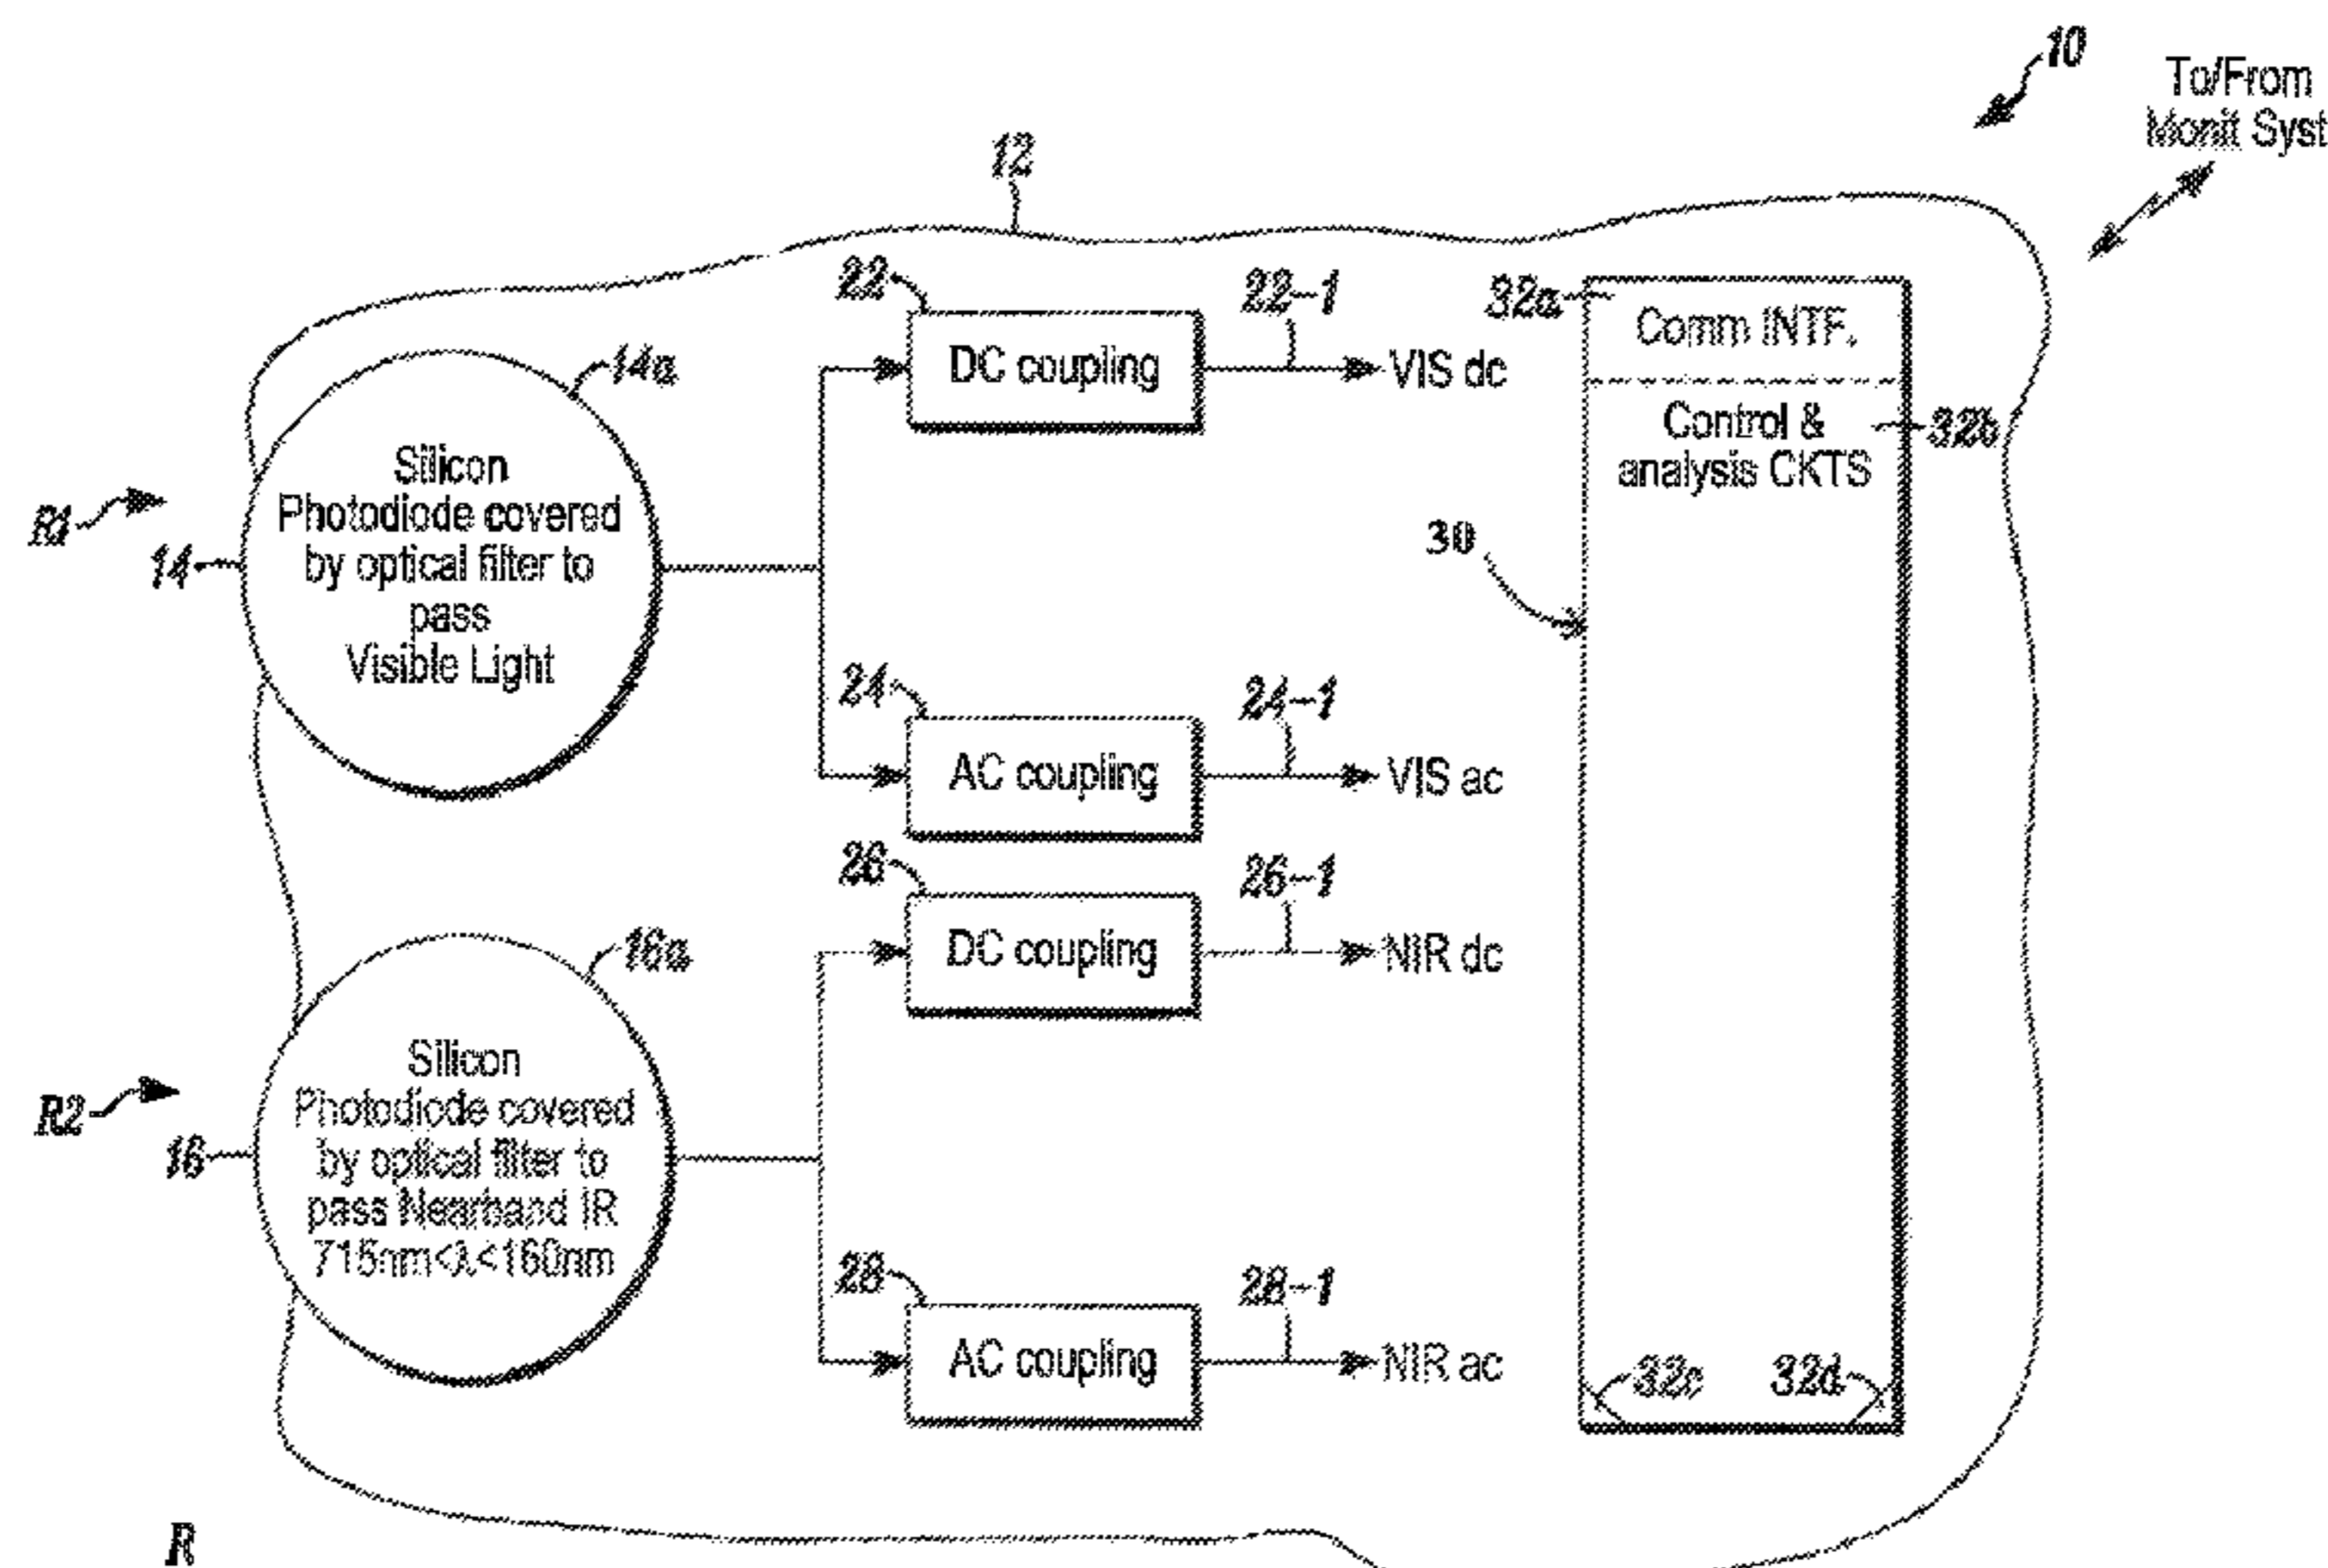 10
To/From
Monit Syst
12
22
22-1
DC coupling
VIS dc
32a
Comm INTF.
Control &
analysis CKTS
32b
14a
Silicon
Photodiode covered
by optical filter to
pass
Visible Light
R1
14
30
24
24-1
AC coupling
VIS ac
26
26-1
DC coupling
NIR dc
16a
Silicon
Photodiode covered
by optical filter to
pass Nearband IR
715nm<λ<160nm
R2
16
28
28-1
AC coupling
NIR ac
32c
32d
R